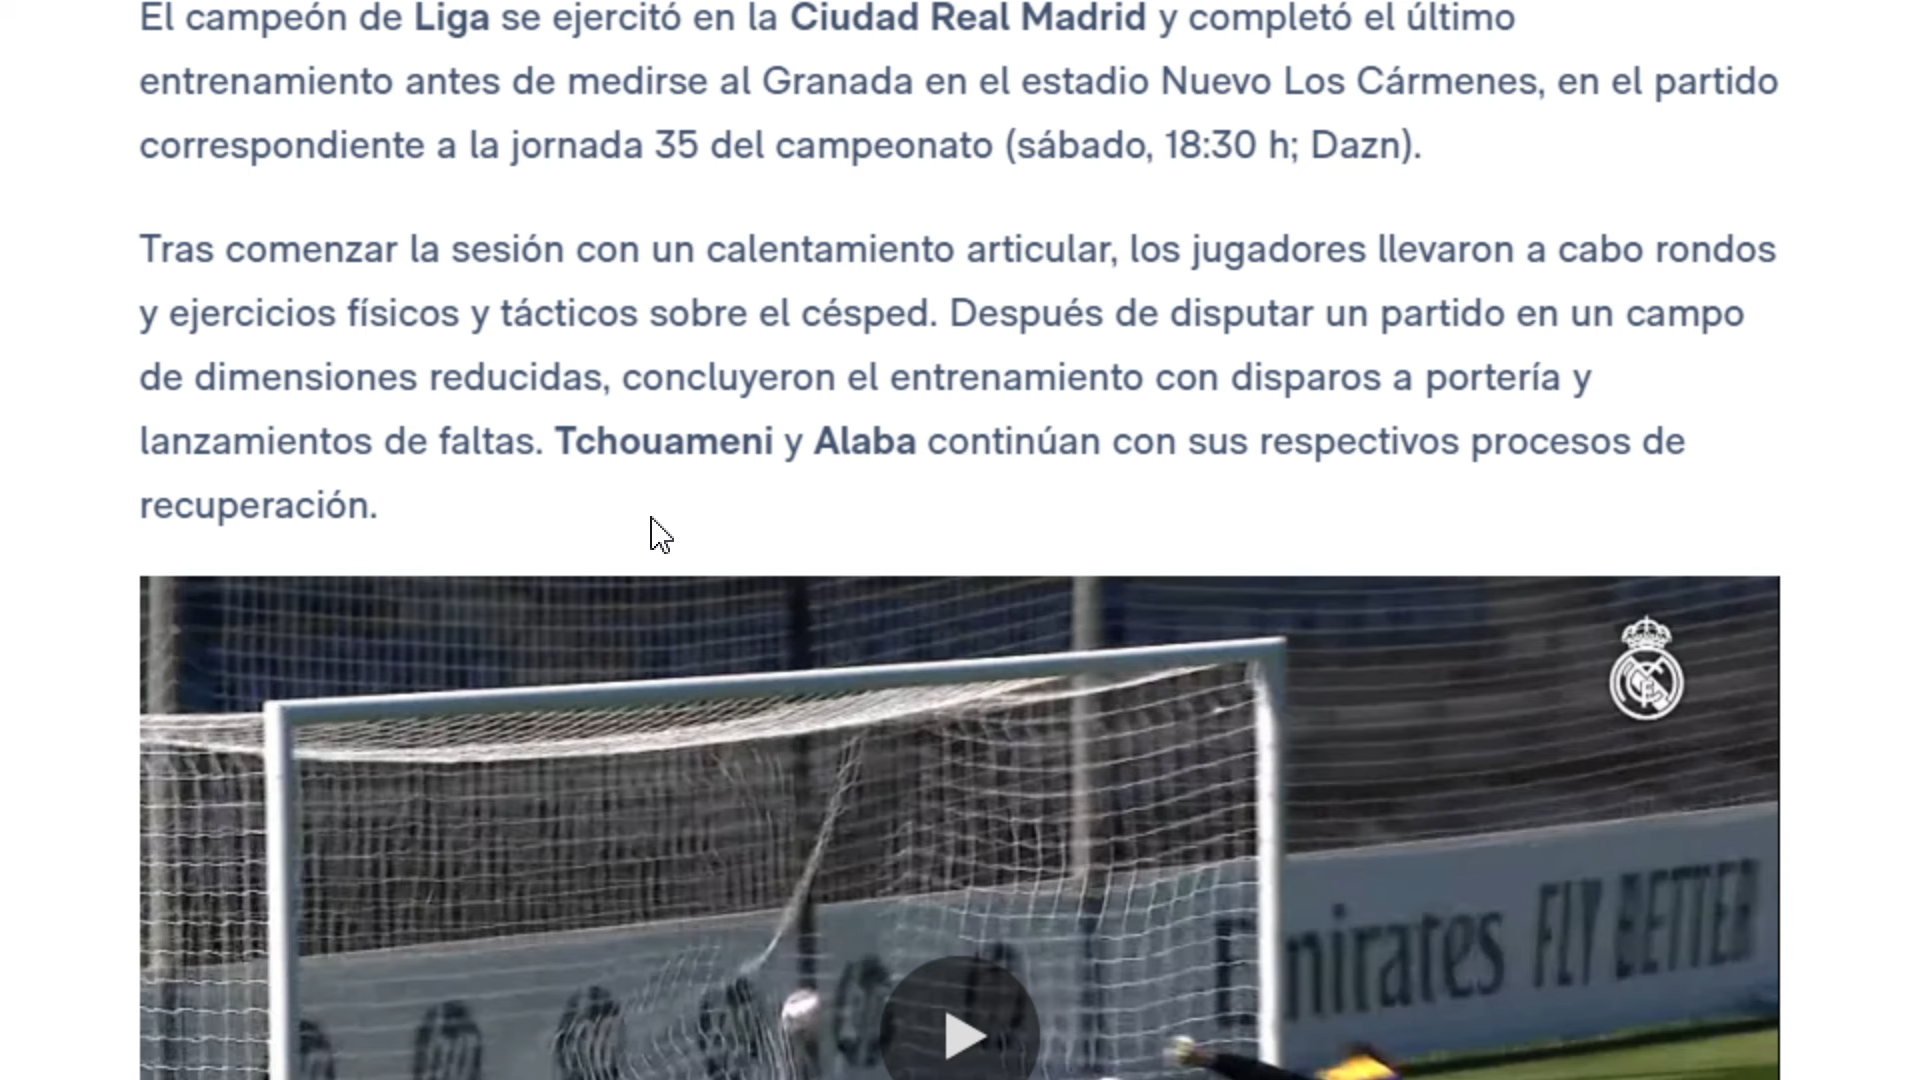 El campeón de Liga se ejercitó en la Ciudad Real Madrid y completó el último
entrenamiento antes de medirse al Granada en el estadio Nuevo Los Cármenes, en el partido
correspondiente a la jornada 35 del campeonato (sábado, 18:30 h; Dazn).
Tras comenzar la sesión con un calentamiento articular, los jugadores llevaron a cabo rondos
y ejercicios físicos y tácticos sobre el césped. Después de disputar un partido en un campo
de dimensiones reducidas, concluyeron el entrenamiento con disparos a portería y
lanzamientos de faltas. Tchouameni y Alaba continúan con sus respectivos procesos de
recuperación.
Emirates FLY BETTER